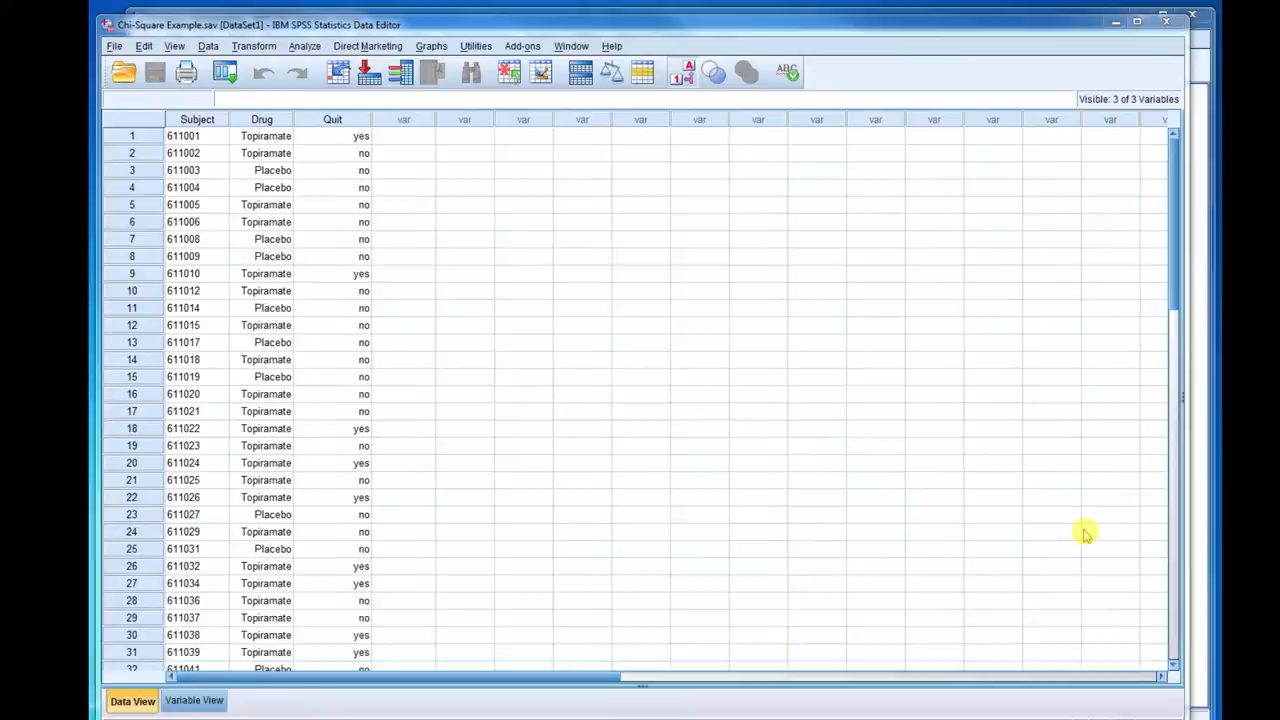 Chi-Square Example.sav [DataSet1] - IBM SPSS Statistics Data Editor
File Edit View Data Transform Analyze Direct Marketing Graphs Utilities Add-ons Window Help
A
1
ABC
Visible: 3 of 3 Variables
Subject Drug Quit var var var var var var var var var var var var var
1 611001 Topiramate yes
2 611002 Topiramate no
3 611003 Placebo no
4 611004 Placebo no
5 611005 Topiramate no
6 611006 Topiramate no
7 611008 Placebo no
8 611009 Placebo no
9 611010 Topiramate yes
10 611012 Topiramate no
11 611014 Placebo no
12 611015 Topiramate no
13 611017 Placebo no
14 611018 Topiramate no
15 611019 Placebo no
16 611020 Topiramate no
17 611021 Topiramate no
18 611022 Topiramate yes
19 611023 Topiramate no
20 611024 Topiramate yes
21 611025 Topiramate no
22 611026 Topiramate yes
23 611027 Placebo no
24 611029 Topiramate no
25 611031 Placebo no
26 611032 Topiramate yes
27 611034 Topiramate yes
28 611036 Topiramate no
29 611037 Topiramate no
30 611038 Topiramate yes
31 611039 Topiramate yes
32 611041 Placebo no
Data View Variable View